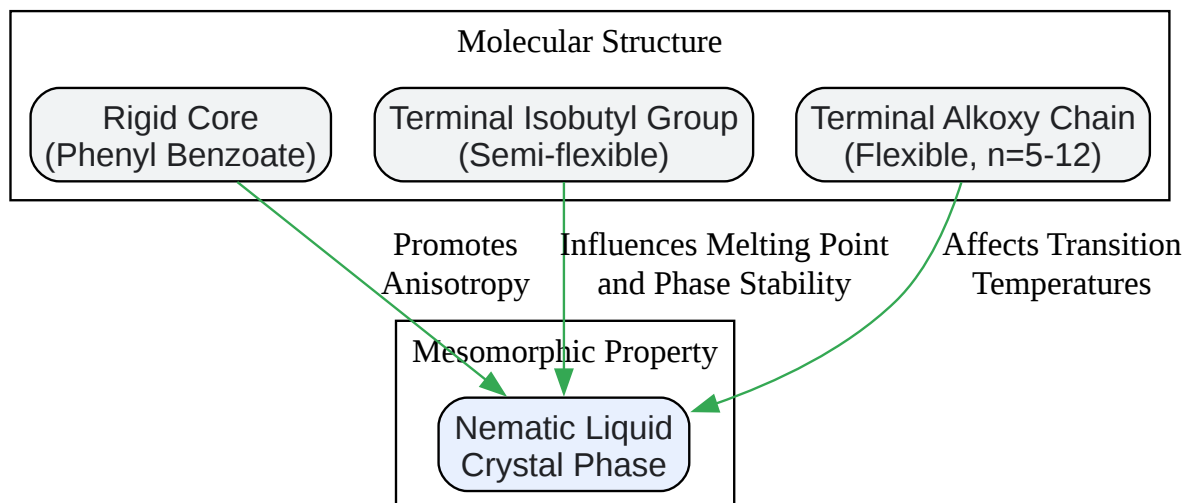 Molecular Structure
Rigid Core
(Phenyl Benzoate)
Terminal Isobutyl Group
(Semi-flexible)
Terminal Alkoxy Chain
(Flexible, n=5-12)
Promotes
Anisotropy
Influences Melting Point
and Phase Stability
Affects Transition
Temperatures
Mesomorphic Property
Nematic Liquid
Crystal Phase